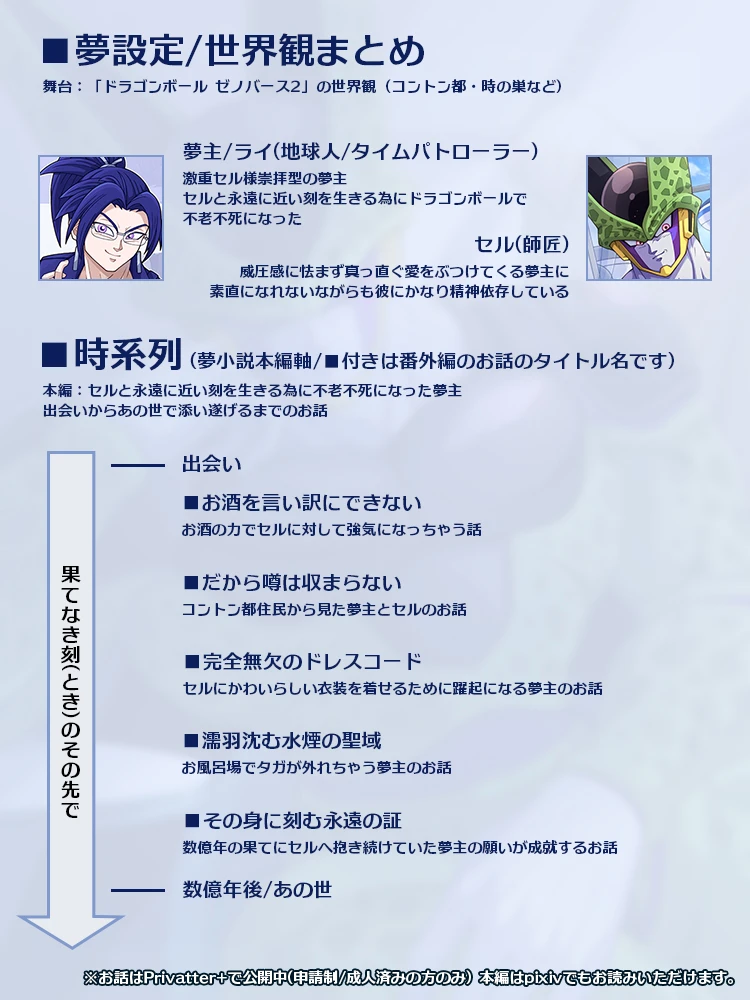 ■夢設定/世界観まとめ
舞台：「ドラゴンボール ゼノバース2」の世界観（コントン都・時の巣など）
夢主/ライ(地球人/タイムパトローラー)
激重セル様崇拝型の夢主
セルと永遠に近い刻を生きる為にドラゴンボールで
不老不死になった
セル(師匠)
威圧感に怯まず真っ直ぐ愛をぶつけてくる夢主に
素直になれないながらも彼にかなり精神依存している
■時系列(夢小説本編軸/■付きは番外編のお話のタイトル名です)
本編：セルと永遠に近い刻を生きる為に不老不死になった夢主
出会いからあの世で添い遂げるまでのお話
果てなき刻(とき)のその先で
出会い
■お酒を言い訳にできない
お酒の力でセルに対して強気になっちゃう話
■だから噂は収まらない
コントン都住民から見た夢主とセルのお話
■完全無欠のドレスコード
セルにかわいらしい衣装を着せるために躍起になる夢主のお話
■濡羽沈む水煙の聖域
お風呂場でタガが外れちゃう夢主のお話
■その身に刻む永遠の証
数億年の果てにセルへ抱き続けていた夢主の願いが成就するお話
数億年後/あの世
※お話はPrivatter+で公開中(申請制/成人済みの方のみ) 本編はpixivでもお読みいただけます。